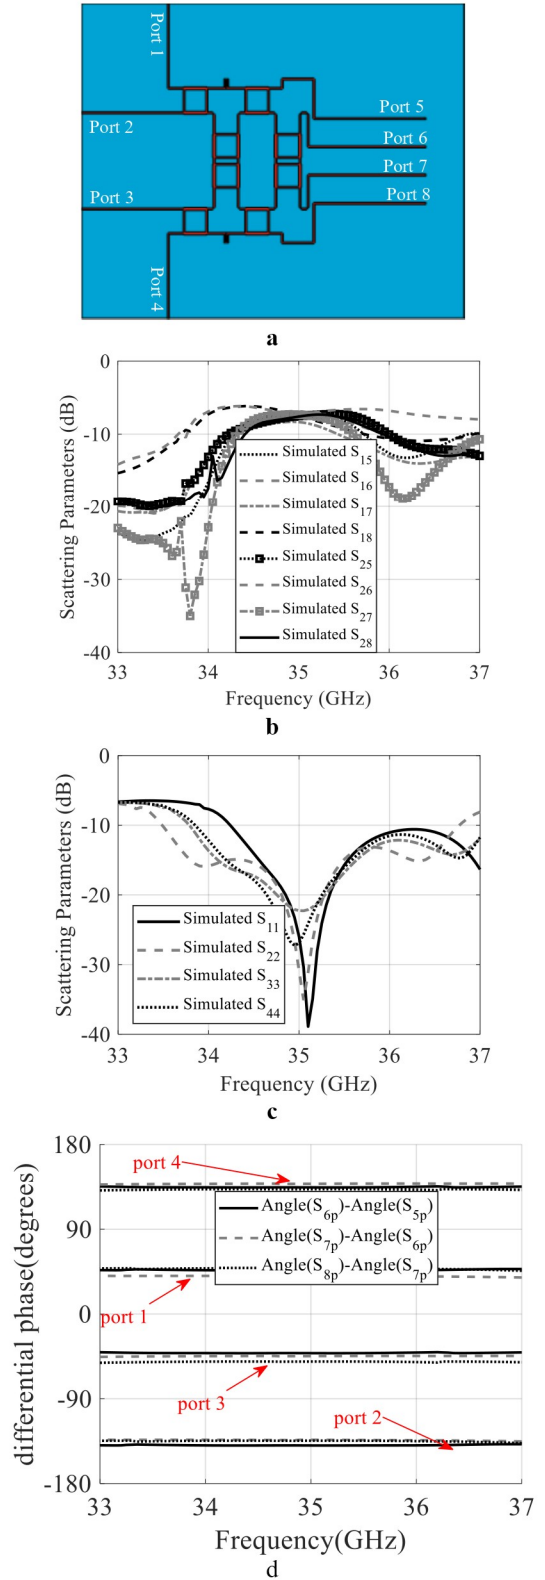 Port 1
Port 5
Port 2
Port 6
Port 7
Port 3
Port 8
Port 4
a
0
-10
-20
-30
-40
Scattering Parameters (dB)
Simulated S15
Simulated S16
Simulated S17
Simulated S18
Simulated S25
Simulated S26
Simulated S27
Simulated S28
33 34 35 36 37
Frequency (GHz)
b
0
-10
-20
-30
-40
Scattering Parameters (dB)
Simulated S11
Simulated S22
Simulated S33
Simulated S44
33 34 35 36 37
Frequency (GHz)
c
180
90
0
-90
-180
differential phase(degrees)
port 4
Angle(S6p)-Angle(S5p)
Angle(S7p)-Angle(S6p)
Angle(S8p)-Angle(S7p)
port 1
port 3
port 2
33 34 35 36 37
Frequency(GHz)
d